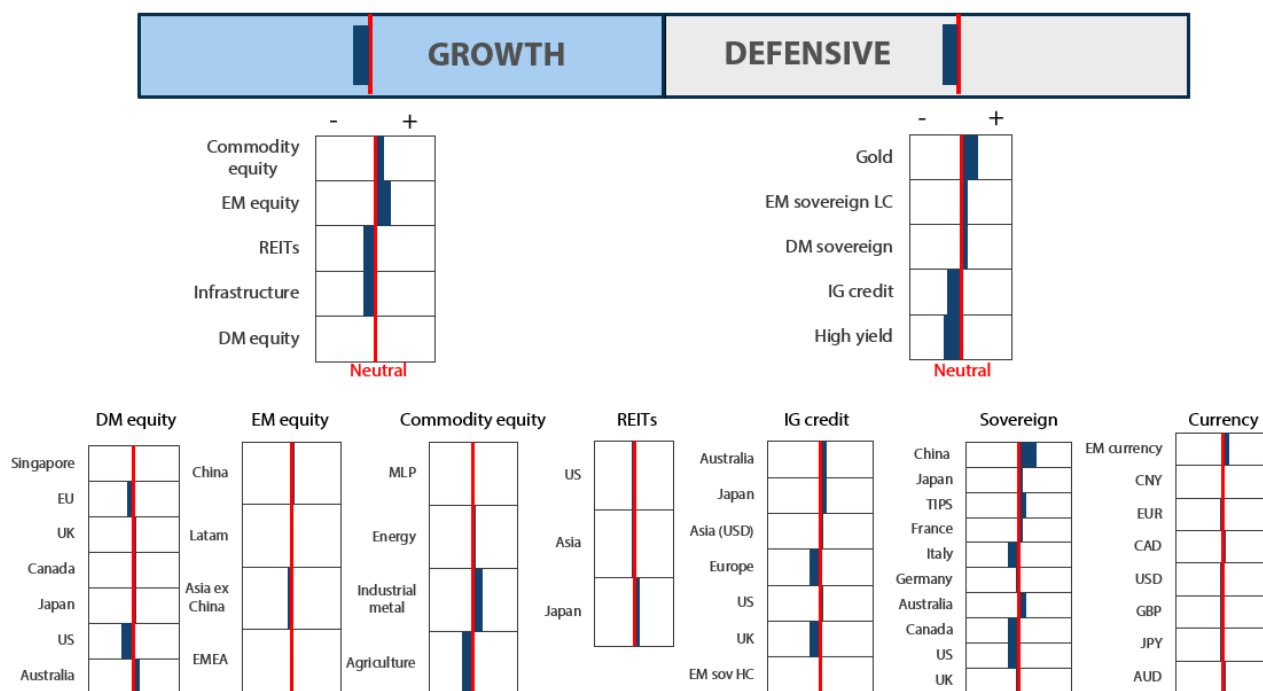 GROWTH
DEFENSIVE
- +
Commodity
equity
EM equity
REITs
Infrastructure
DM equity
Neutral
- +
Gold
EM sovereign LC
DM sovereign
IG credit
High yield
Neutral
DM equity
Singapore
EU
UK
Canada
Japan
US
Australia
EM equity
China
Latam
Asia ex
China
EMEA
Commodity equity
MLP
Energy
Industrial
metal
Agriculture
REITs
US
Asia
Japan
IG credit
Australia
Japan
Asia (USD)
Europe
US
UK
EM sov HC
Sovereign
China
Japan
TIPS
France
Italy
Germany
Australia
Canada
US
UK
Currency
EM currency
CNY
EUR
CAD
USD
GBP
JPY
AUD